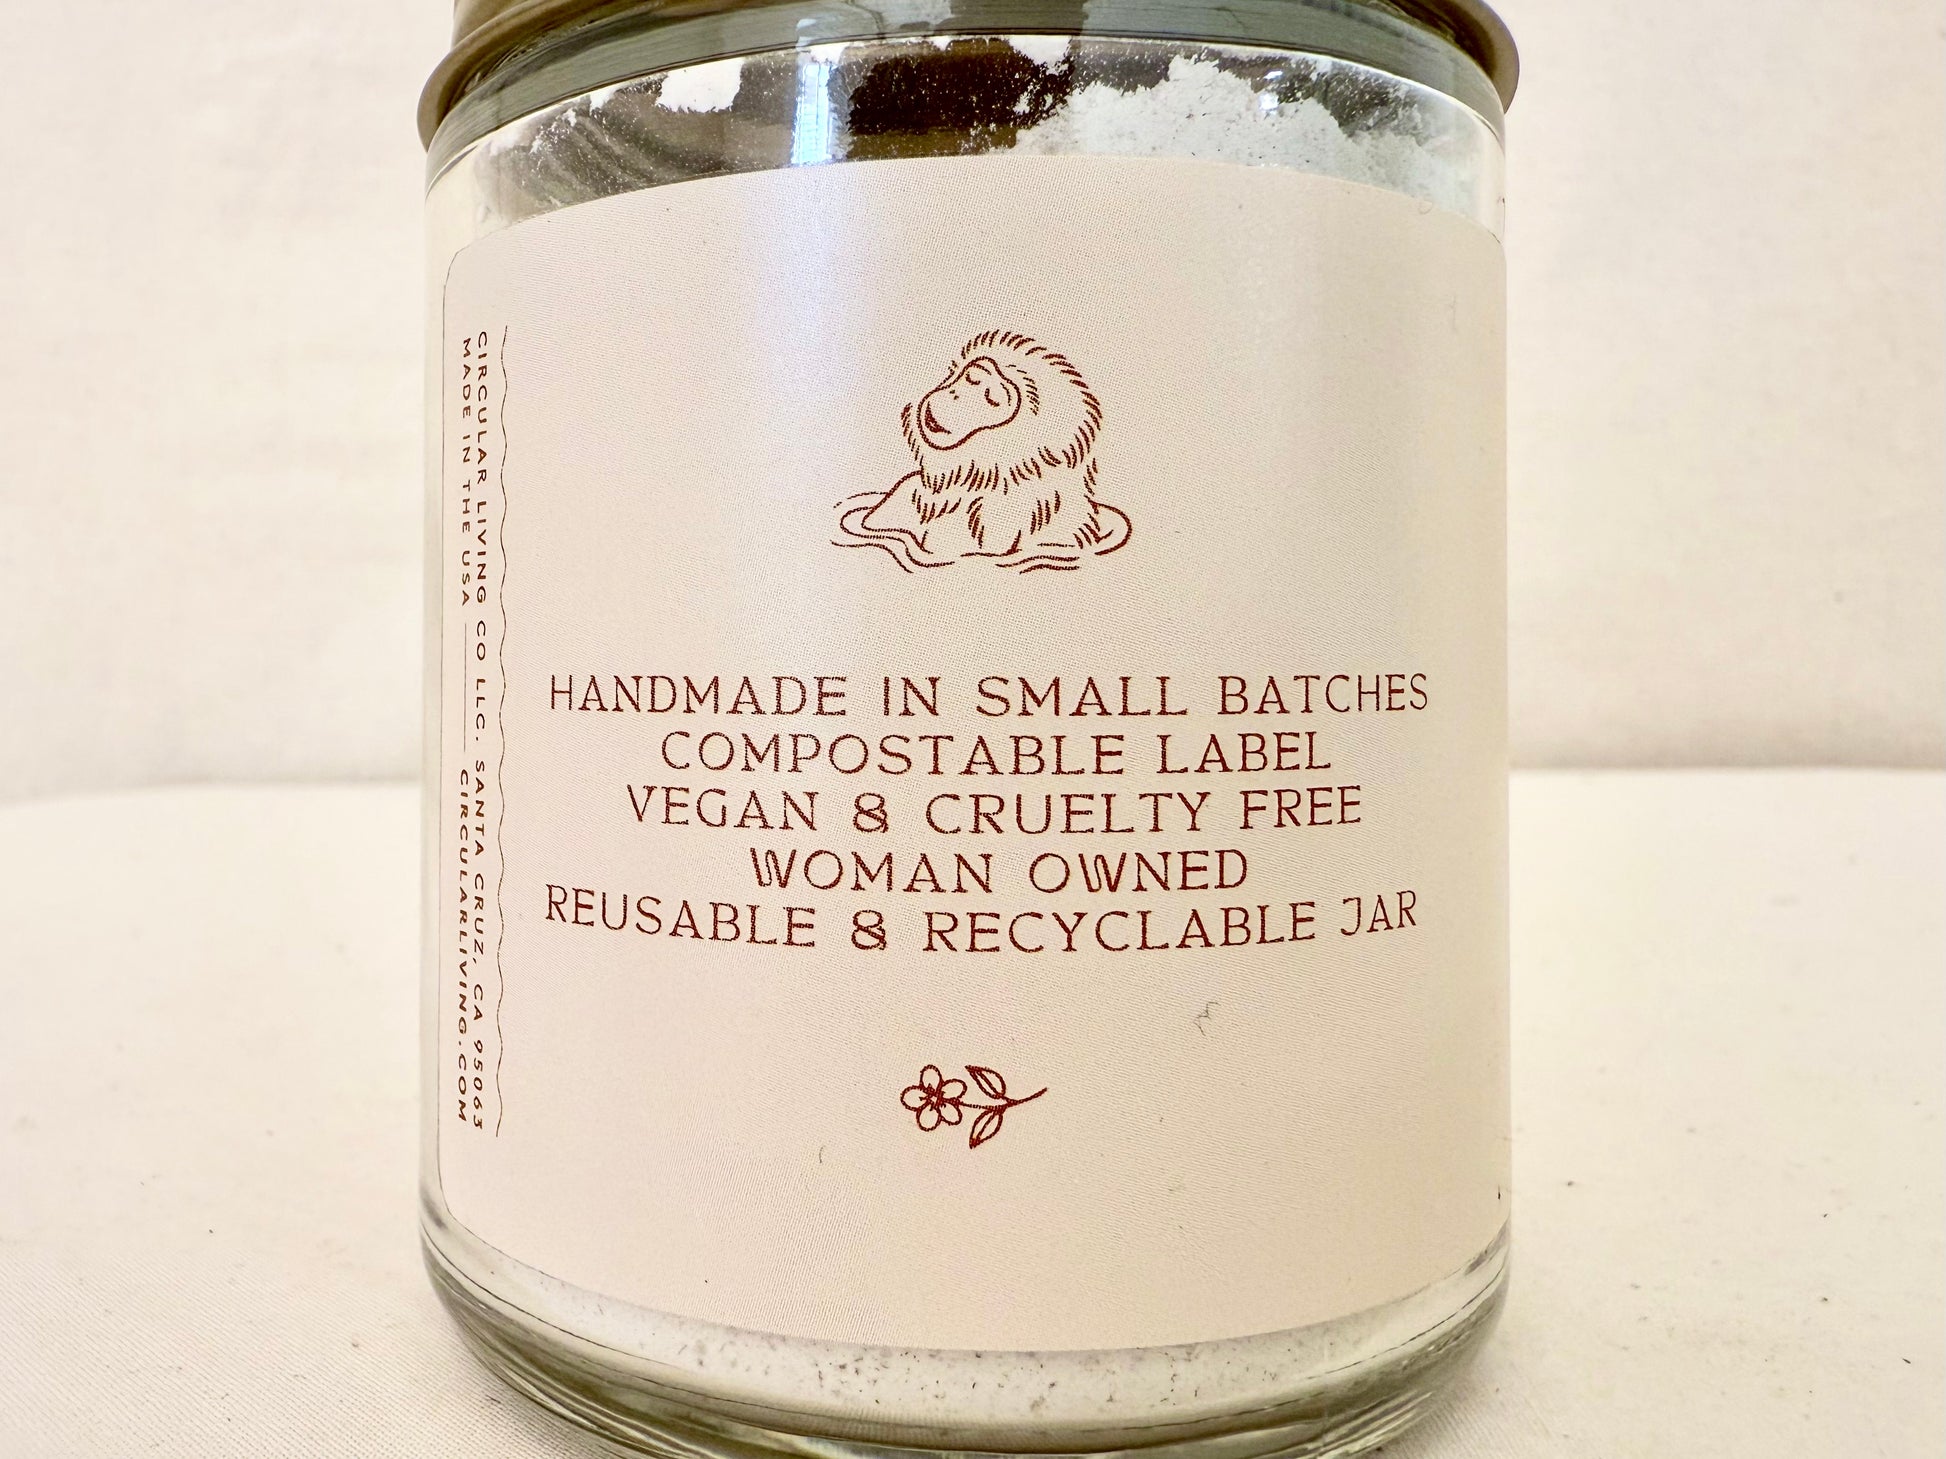 HANDMADE IN SMALL BATCHES
COMPOSTABLE LABEL
VEGAN & CRUELTY FREE
WOMAN OWNED
REUSABLE & RECYCLABLE JAR
CIRCULAR LIVING CO LLC. SANTA CRUZ, CA 95063
MADE IN THE USA — CIRCULARLIVING.COM